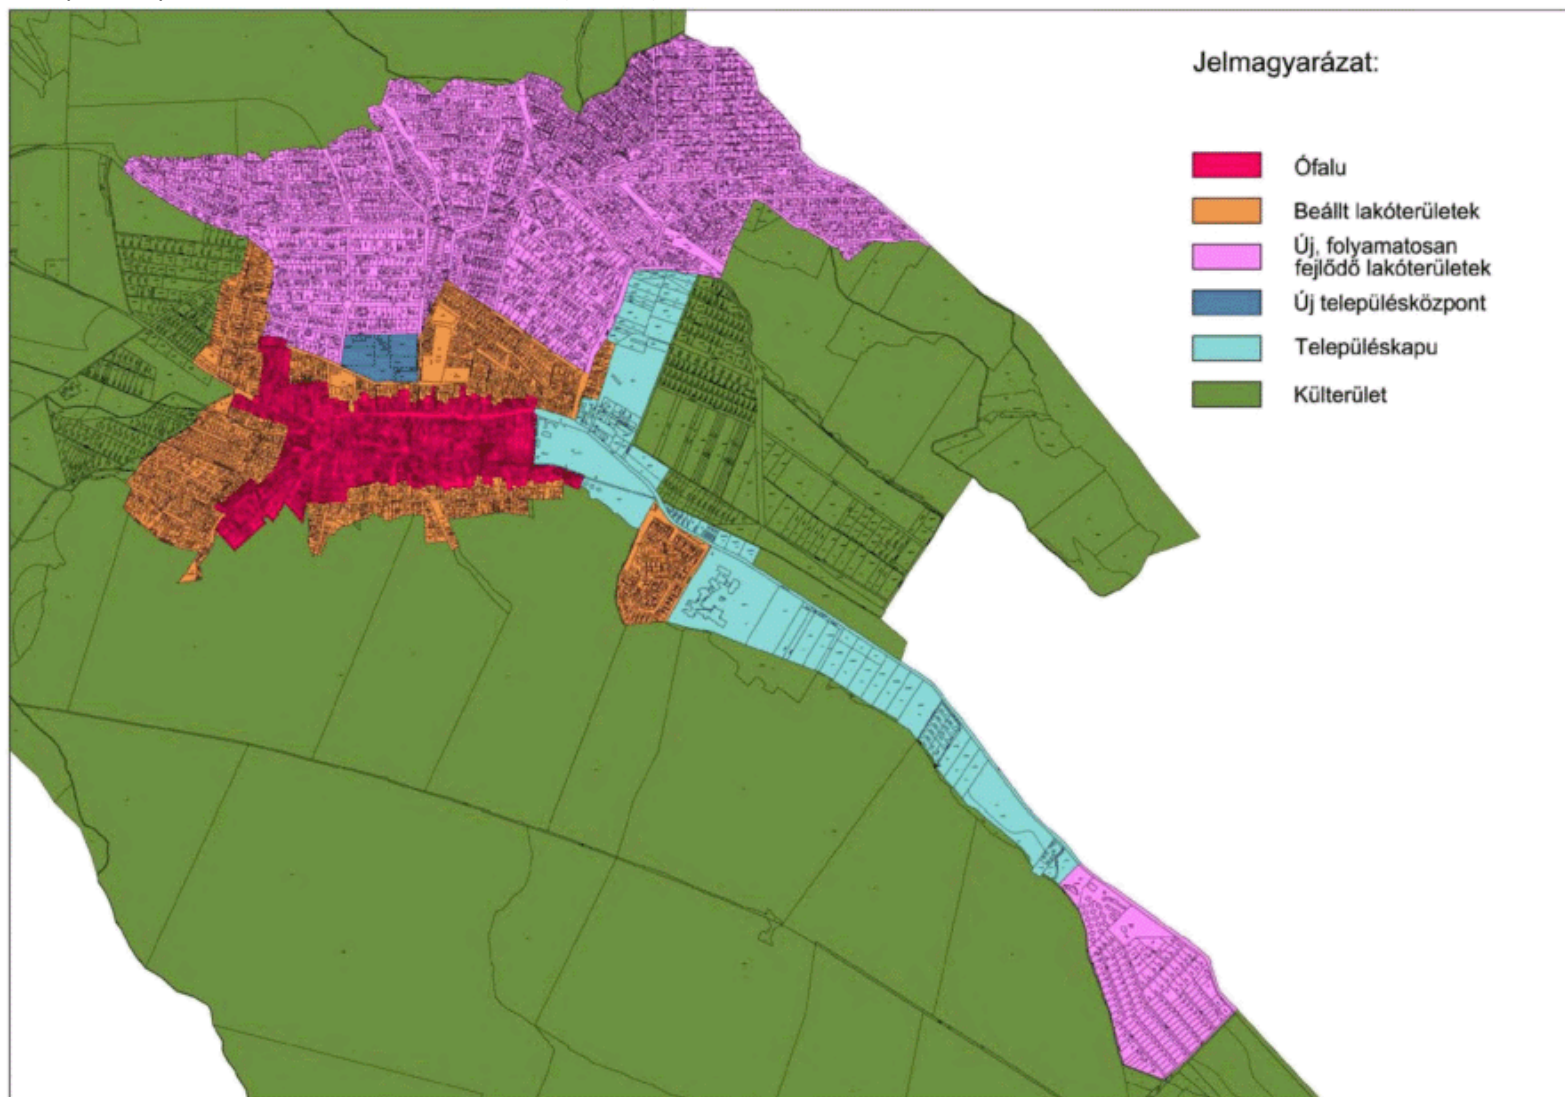 Jelmagyarázat:
Ófalu
Beállt lakóterületek
Új, folyamatosan
fejlődő lakóterületek
Új településközpont
Településkapu
Külterület